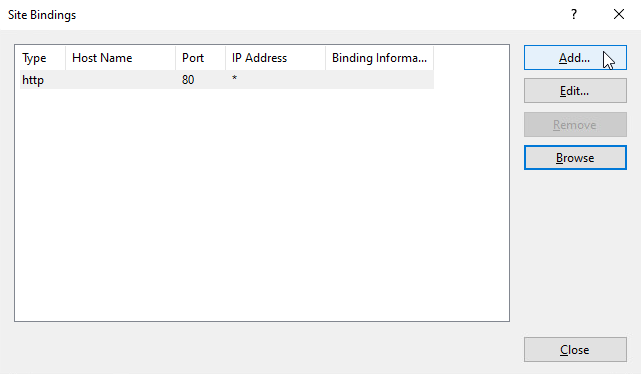 Site Bindings ?
Type Host Name Port IP Address Binding Informa...
http 80 *
Add...
Edit...
Remove
Browse
Close